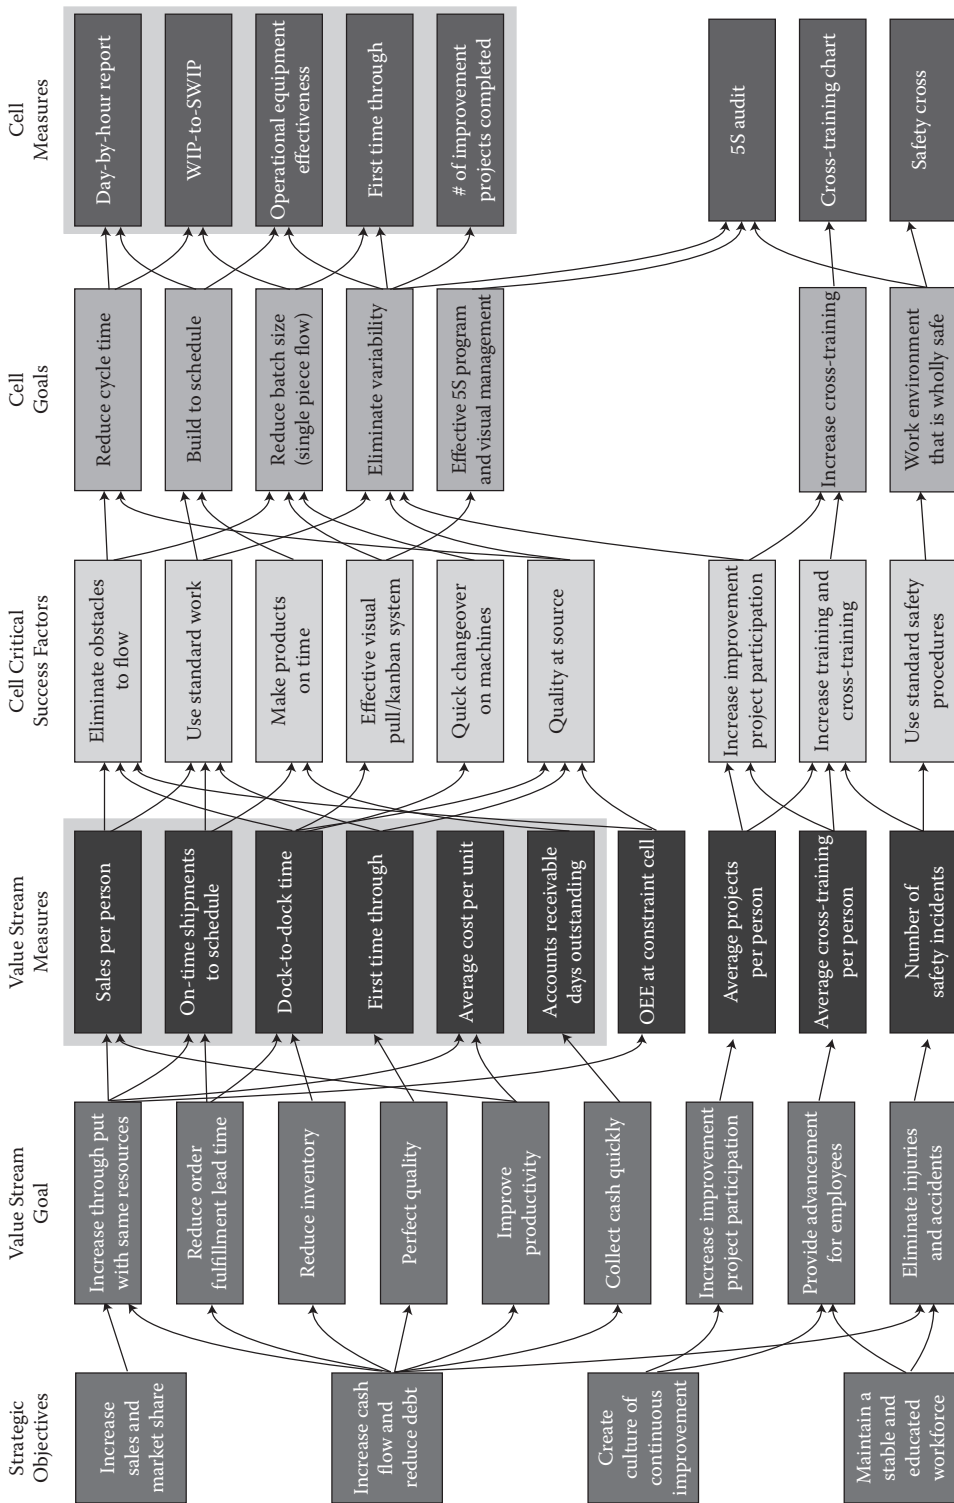 Strategic
Objectives
Increase
sales and
market share
Increase cash
flow and
reduce debt
Create
culture of
continuous
improvement
Maintain a
stable and
educated
workforce
Value Stream
Goal
Increase through put
with same resources
Reduce order
fulfillment lead time
Reduce inventory
Perfect quality
Improve
productivity
Collect cash quickly
Increase improvement
project participation
Provide advancement
for employees
Eliminate injuries
and accidents
Value Stream
Measures
Sales per person
On-time shipments
to schedule
Dock-to-dock time
First time through
Average cost per unit
Accounts receivable
days outstanding
OEE at constraint cell
Average projects
per person
Average cross-training
per person
Number of
safety incidents
Cell Critical
Success Factors
Eliminate obstacles
to flow
Use standard work
Make products
on time
Effective visual
pull/kanban system
Quick changeover
on machines
Quality at source
Increase improvement
project participation
Increase training and
cross-training
Use standard safety
procedures
Cell
Goals
Reduce cycle time
Build to schedule
Reduce batch size
(single piece flow)
Eliminate variability
Effective 5S program
and visual management
Increase cross-training
Work environment
that is wholly safe
Cell
Measures
Day-by-hour report
WIP-to-SWIP
Operational equipment
effectiveness
First time through
# of improvement
projects completed
5S audit
Cross-training chart
Safety cross